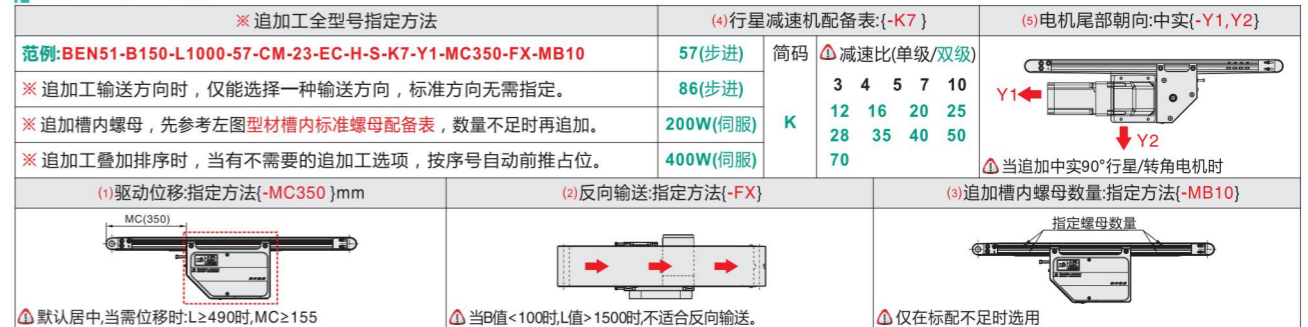 ※ 追加工全型号指定方法
(4)行星减速机配备表:{-K7 }
(5)电机尾部朝向:中实{-Y1,Y2}
范例:BEN51-B150-L1000-57-CM-23-EC-H-S-K7-Y1-MC350-FX-MB10
※ 追加工输送方向时，仅能选择一种输送方向，标准方向无需指定。
※ 追加槽内螺母，先参考左图型材槽内标准螺母配备表，数量不足时再追加。
※ 追加工叠加排序时，当有不需要的追加工选项，按序号自动前推占位。
57(步进) 简码 减速比(单级/双级)
86(步进)
200W(伺服)
400W(伺服)
K
3 4 5 7 10
12 16 20 25
28 35 40 50
70
Y1
Y2
当追加中实90°行星/转角电机时
(1)驱动位移:指定方法{-MC350 }mm
(2)反向输送:指定方法{-FX}
(3)追加槽内螺母数量:指定方法{-MB10}
MC(350)
指定螺母数量
默认居中,当需位移时:L≥490时,MC≥155
当B值<100时,L值>1500时,不适合反向输送。
仅在标配不足时选用